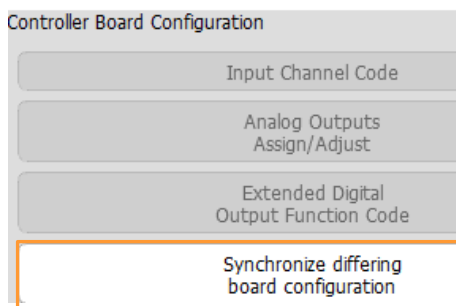 Controller Board Configuration
Input Channel Code
Analog Outputs
Assign/Adjust
Extended Digital
Output Function Code
Synchronize differing
board configuration